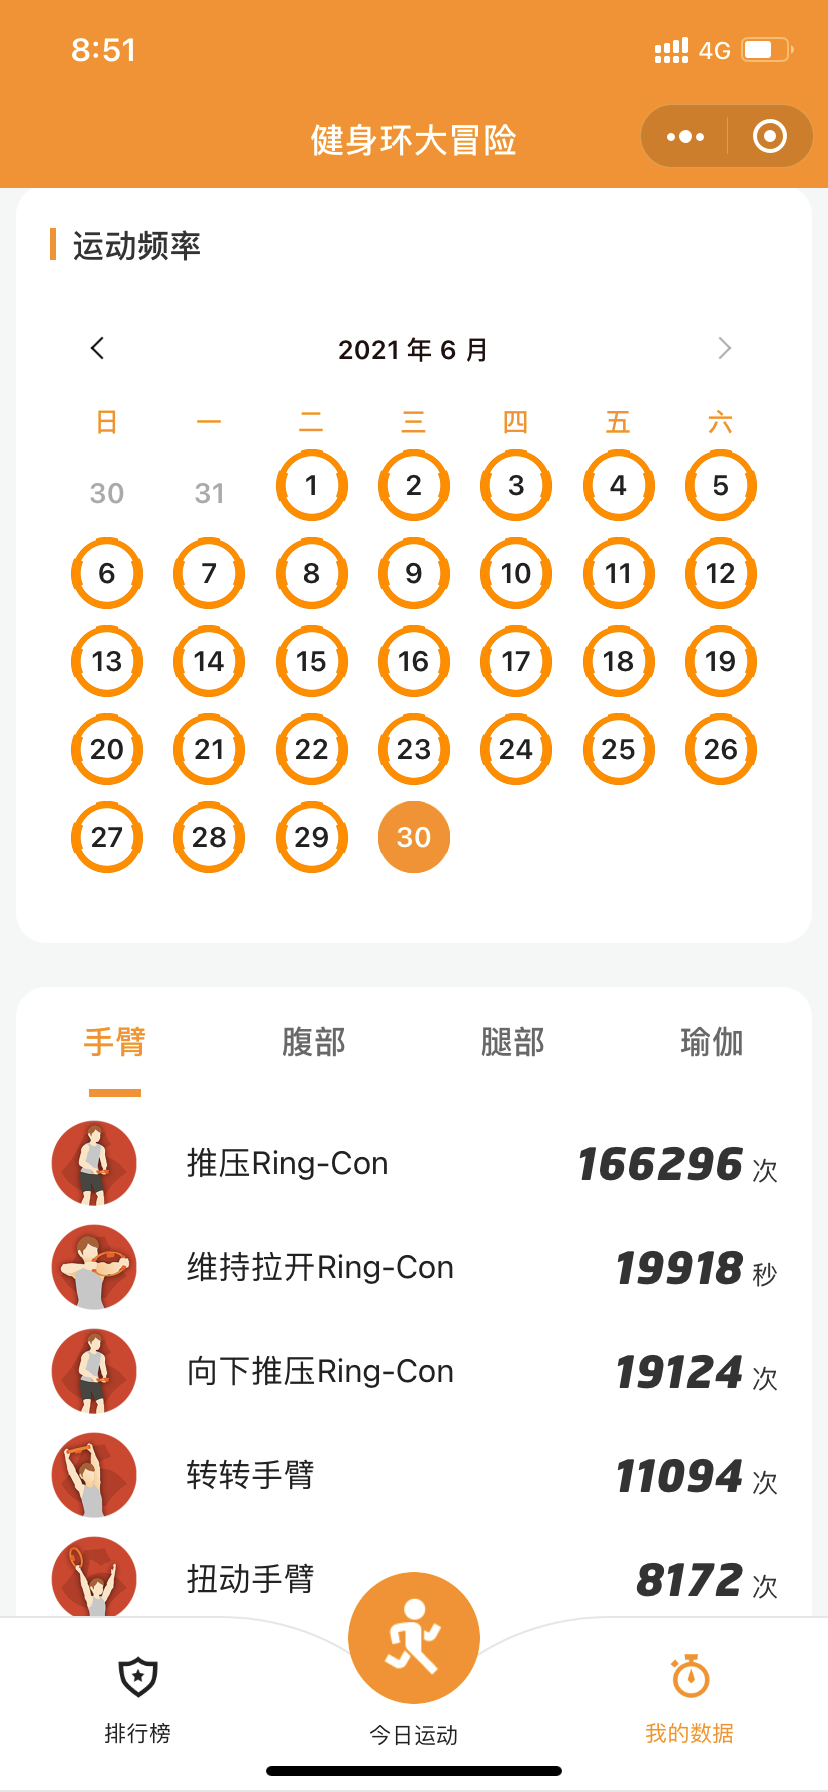 8:51
4G
健身环大冒险
运动频率
2021 年 6 月
日 一 二 三 四 五 六
30 31 1 2 3 4 5
6 7 8 9 10 11 12
13 14 15 16 17 18 19
20 21 22 23 24 25 26
27 28 29 30
手臂 腹部 腿部 瑜伽
推压Ring-Con 166296 次
维持拉开Ring-Con 19918 秒
向下推压Ring-Con 19124 次
转转手臂 11094 次
扭动手臂 8172 次
排行榜 今日运动 我的数据